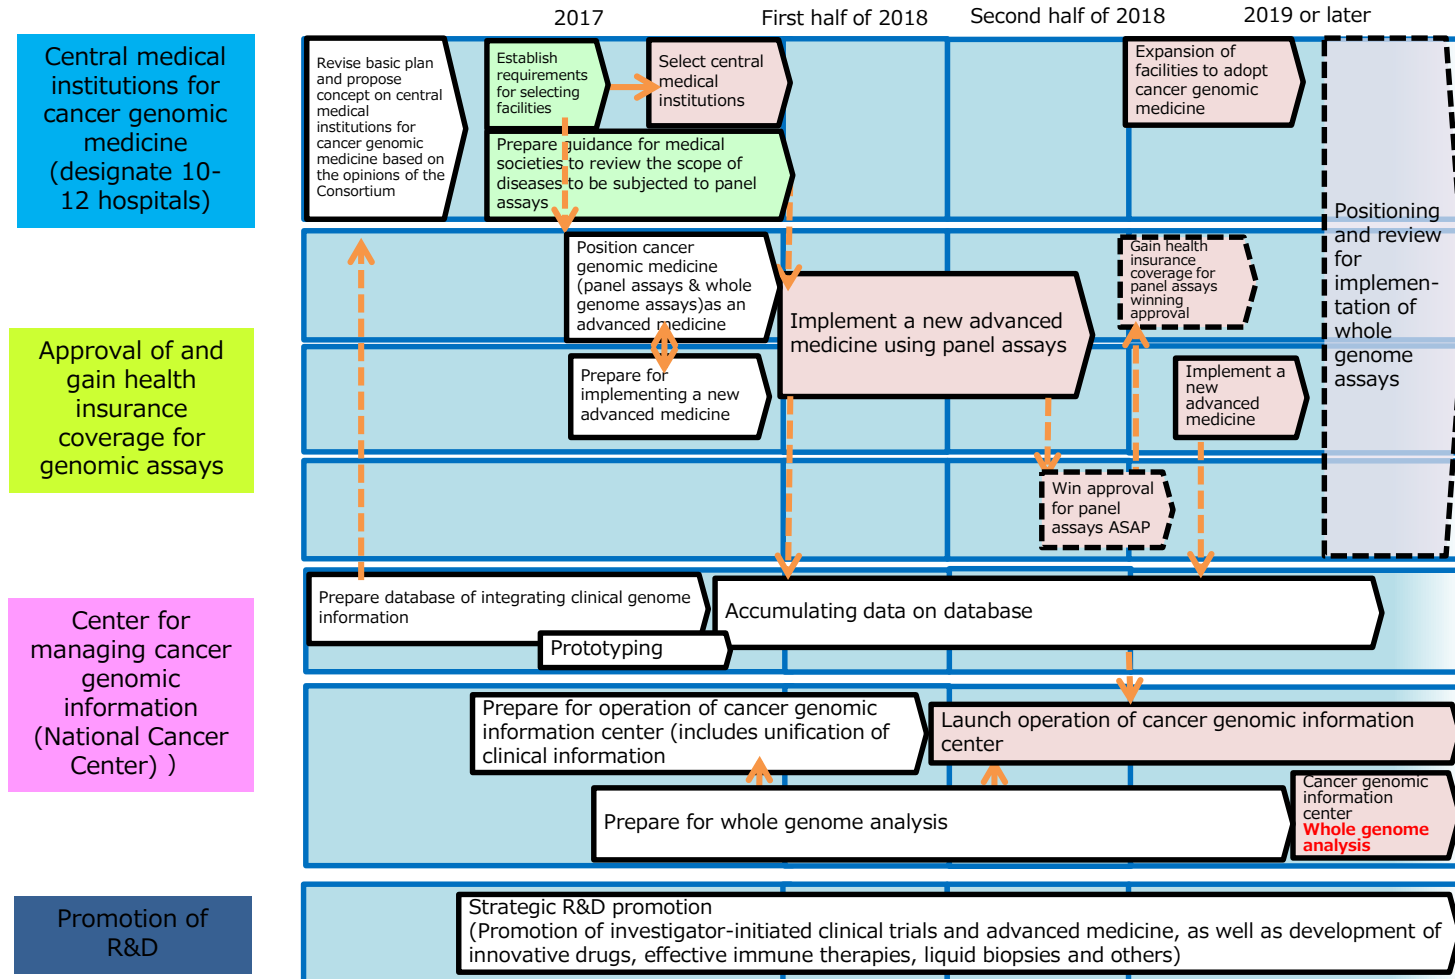 2017
First half of 2018
Second half of 2018
2019 or later
Central medical
institutions for
cancer genomic
medicine
(designate 10-
12 hospitals)
Revise basic plan
and propose
concept on central
medical
institutions for
cancer genomic
medicine based on
the opinions of the
Consortium
Establish
requirements
for selecting
facilities
Select central
medical
institutions
Prepare guidance for medical
societies to review the scope of
diseases to be subjected to panel
assays
Expansion of
facilities to adopt
cancer genomic
medicine
Positioning
and review
for
implemen-
tation of
whole
genome
assays
Approval of and
gain health
insurance
coverage for
genomic assays
Position cancer
genomic medicine
(panel assays & whole
genome assays)as an
advanced medicine
Prepare for
implementing a new
advanced medicine
Implement a new advanced
medicine using panel assays
Gain health
insurance
coverage for
panel assays
winning
approval
Implement a
new
advanced
medicine
Win approval
for panel
assays ASAP
Center for
managing cancer
genomic
information
(National Cancer
Center) )
Prepare database of integrating clinical genome
information
Prototyping
Accumulating data on database
Prepare for operation of cancer genomic
information center (includes unification of
clinical information
Launch operation of cancer genomic information
center
Prepare for whole genome analysis
Cancer genomic
information
center
Whole genome
analysis
Promotion of
R&D
Strategic R&D promotion
(Promotion of investigator-initiated clinical trials and advanced medicine, as well as development of
innovative drugs, effective immune therapies, liquid biopsies and others)